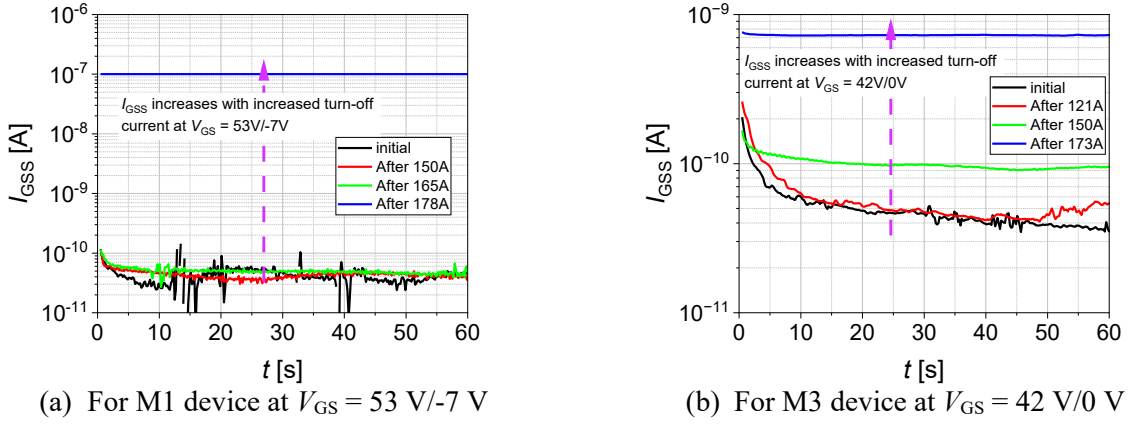 10⁻⁶
10⁻⁷
10⁻⁸
10⁻⁹
10⁻¹⁰
10⁻¹¹
I_GSS [A]
I_GSS increases with increased turn-off
current at V_GS = 53V/-7V
initial
After 150A
After 165A
After 178A
0 10 20 30 40 50 60
t [s]
(a) For M1 device at V_GS = 53 V/-7 V
10⁻⁹
10⁻¹⁰
10⁻¹¹
I_GSS [A]
I_GSS increases with increased turn-off
current at V_GS = 42V/0V
initial
After 121A
After 150A
After 173A
0 10 20 30 40 50 60
t [s]
(b) For M3 device at V_GS = 42 V/0 V